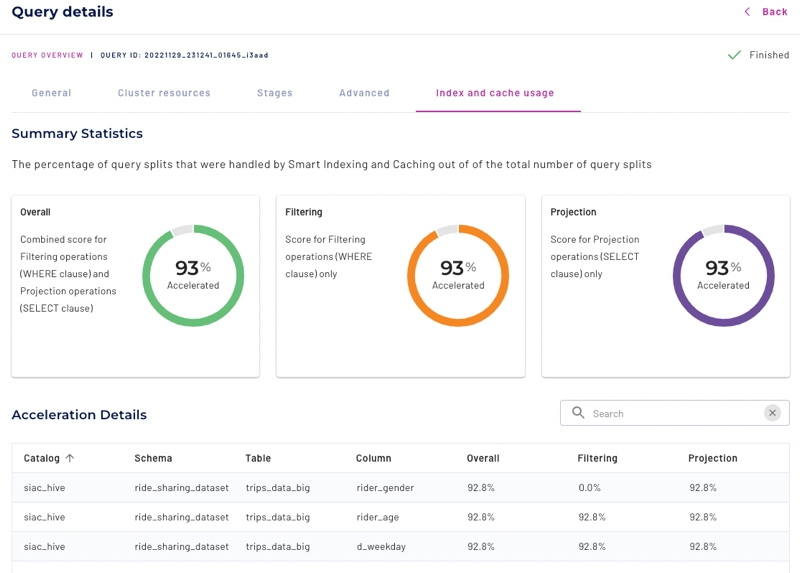 Query details
Back
QUERY OVERVIEW | QUERY ID: 20221129_231241_01645_i3aad
Finished
General Cluster resources Stages Advanced Index and cache usage
Summary Statistics
The percentage of query splits that were handled by Smart Indexing and Caching out of of the total number of query splits
Overall
Combined score for
Filtering operations
(WHERE clause) and
Projection operations
(SELECT clause)
93%
Accelerated
Filtering
Score for Filtering
operations (WHERE
clause) only
93%
Accelerated
Projection
Score for Projection
operations (SELECT
clause) only
93%
Accelerated
Acceleration Details
Search
Catalog Schema Table Column Overall Filtering Projection
siac_hive ride_sharing_dataset trips_data_big rider_gender 92.8% 0.0% 92.8%
siac_hive ride_sharing_dataset trips_data_big rider_age 92.8% 92.8% 92.8%
siac_hive ride_sharing_dataset trips_data_big d_weekday 92.8% 92.8% 92.8%